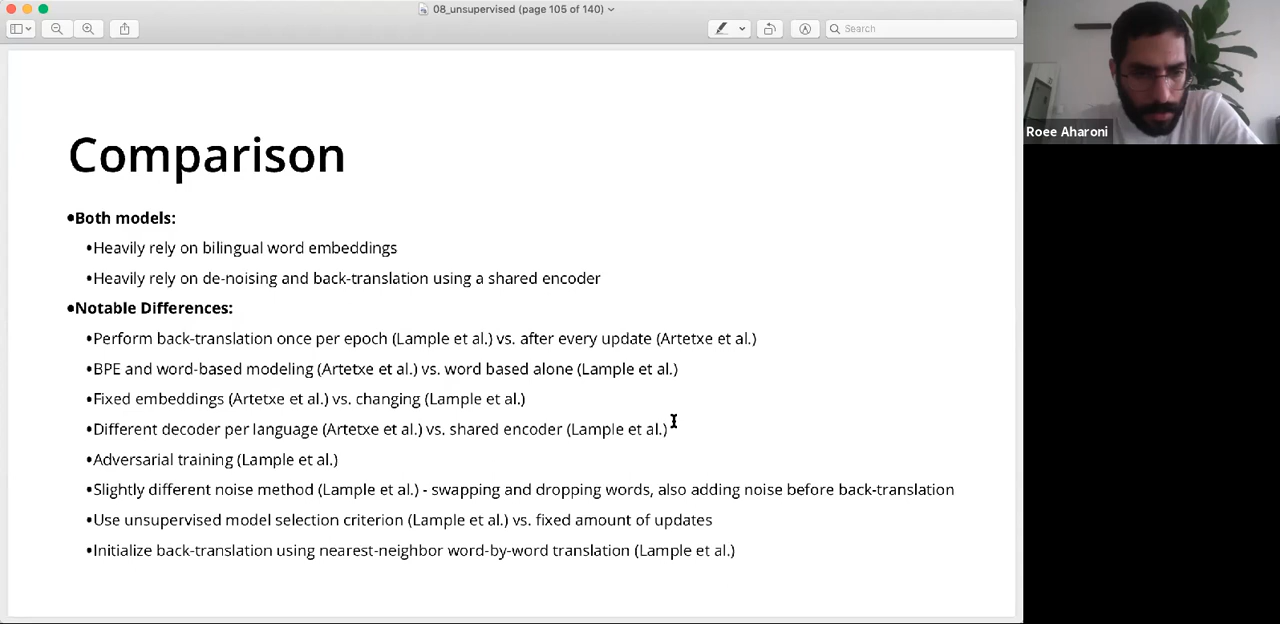 08_unsupervised (page 105 of 140)
Search
Comparison
•Both models:
•Heavily rely on bilingual word embeddings
•Heavily rely on de-noising and back-translation using a shared encoder
•Notable Differences:
•Perform back-translation once per epoch (Lample et al.) vs. after every update (Artetxe et al.)
•BPE and word-based modeling (Artetxe et al.) vs. word based alone (Lample et al.)
•Fixed embeddings (Artetxe et al.) vs. changing (Lample et al.)
•Different decoder per language (Artetxe et al.) vs. shared encoder (Lample et al.)
•Adversarial training (Lample et al.)
•Slightly different noise method (Lample et al.) - swapping and dropping words, also adding noise before back-translation
•Use unsupervised model selection criterion (Lample et al.) vs. fixed amount of updates
•Initialize back-translation using nearest-neighbor word-by-word translation (Lample et al.)
Roee Aharoni